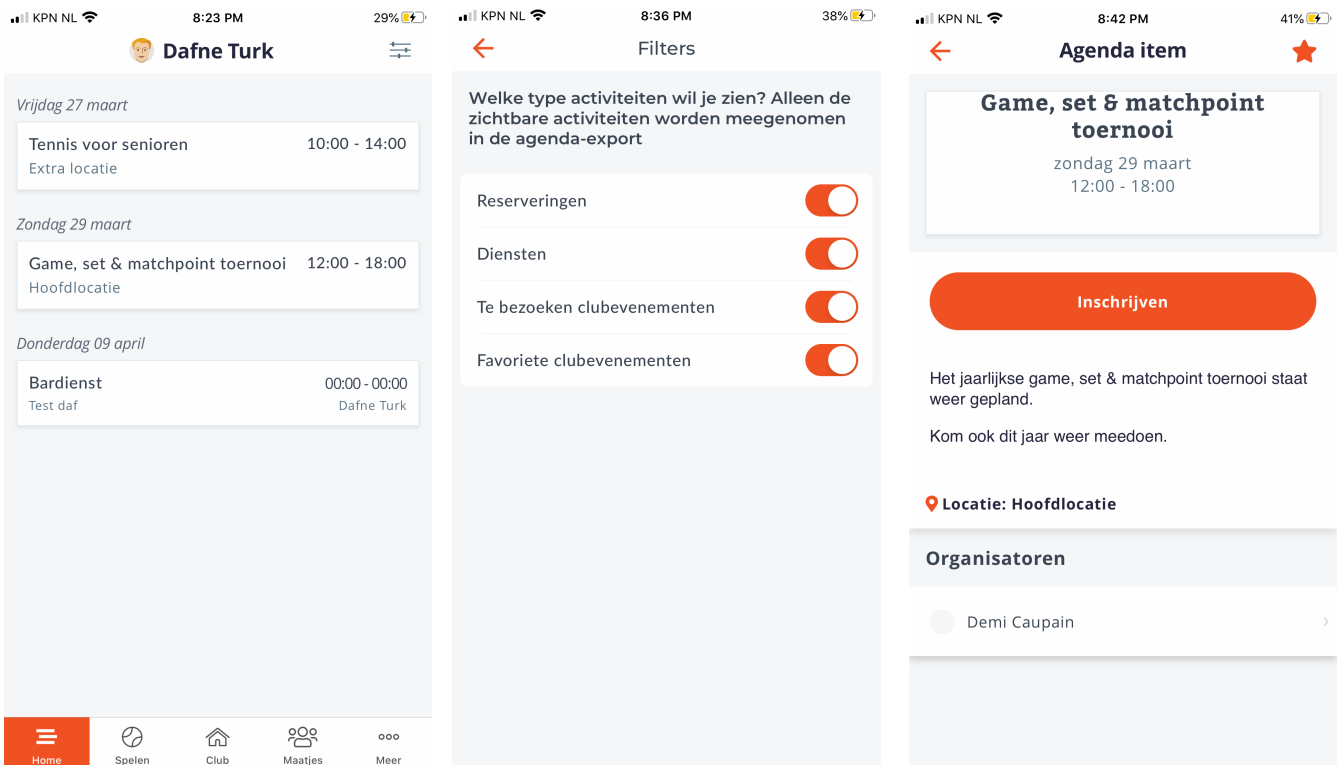 KPN NL 8:23 PM 29%
Dafne Turk
Vrijdag 27 maart
Tennis voor senioren 10:00 - 14:00
Extra locatie
Zondag 29 maart
Game, set & matchpoint toernooi 12:00 - 18:00
Hoofdlocatie
Donderdag 09 april
Bardienst 00:00 - 00:00
Test daf Dafne Turk
Home Spelen Club Maatjes Meer
KPN NL 8:36 PM 38%
Filters
Welke type activiteiten wil je zien? Alleen de
zichtbare activiteiten worden meegenomen
in de agenda-export
Reserveringen
Diensten
Te bezoeken clubevenementen
Favoriete clubevenementen
KPN NL 8:42 PM 41%
Agenda item
Game, set & matchpoint
toernooi
zondag 29 maart
12:00 - 18:00
Inschrijven
Het jaarlijkse game, set & matchpoint toernooi staat
weer gepland.
Kom ook dit jaar weer meedoen.
Locatie: Hoofdlocatie
Organisatoren
Demi Caupain